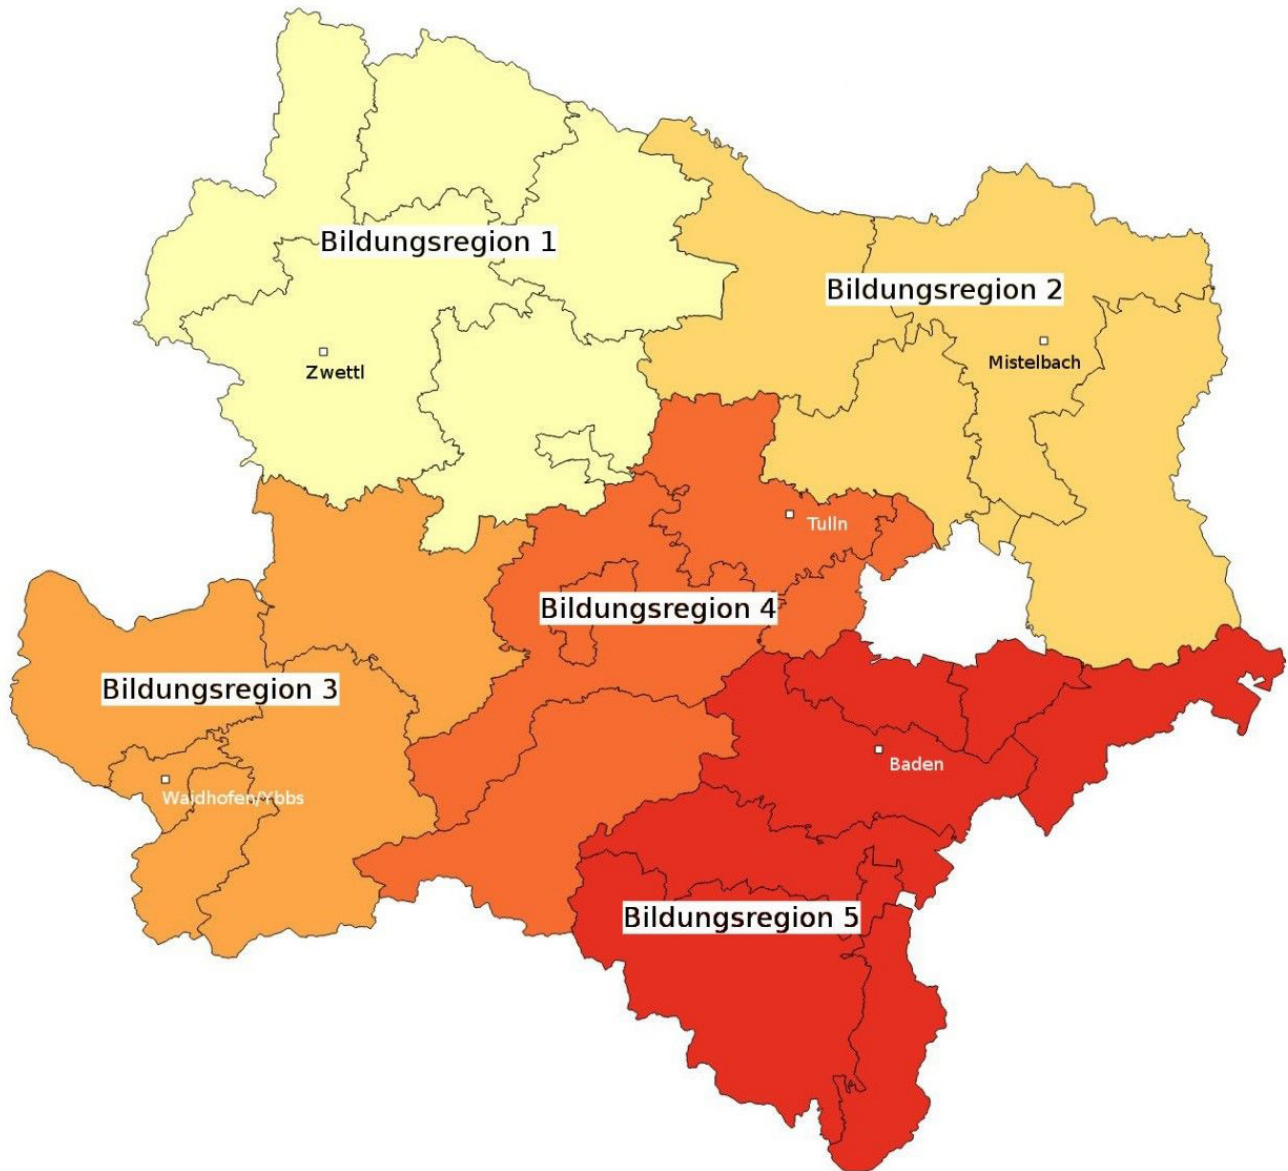 Bildungsregion 1
Bildungsregion 2
Zwettl
Mistelbach
Tulln
Bildungsregion 4
Bildungsregion 3
Baden
Waidhofen/Ybbs
Bildungsregion 5